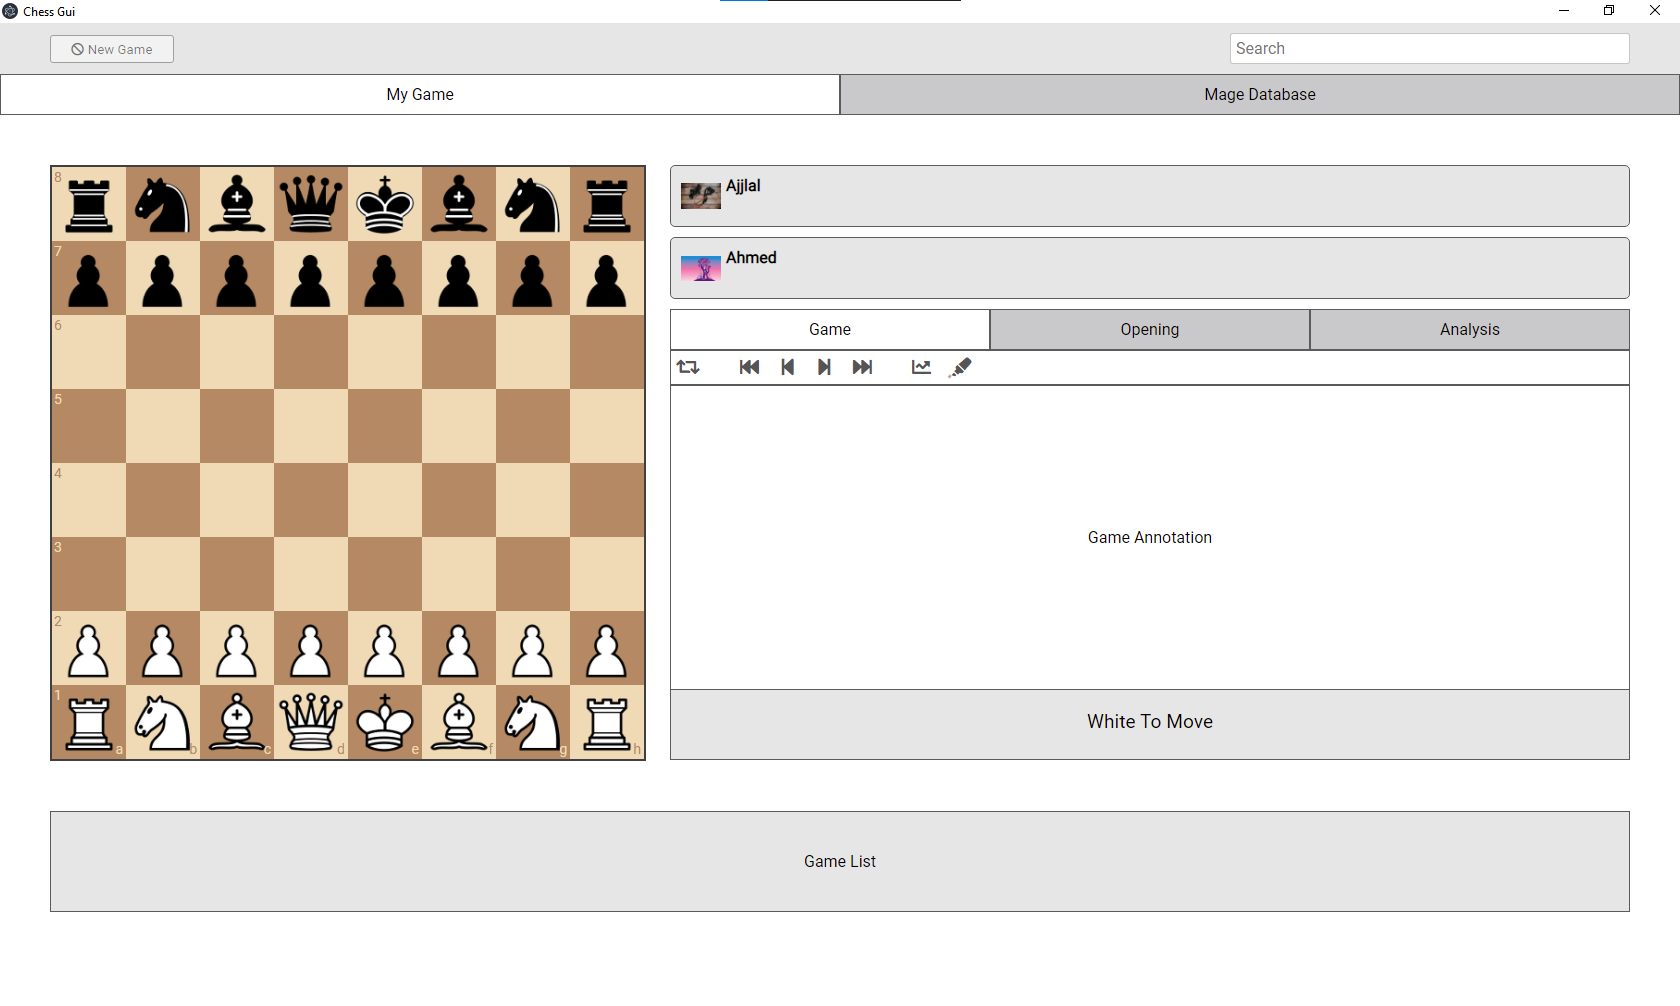 Chess Gui
New Game
Search
My Game
Mage Database
8
7
6
5
4
3
2
1
a b c d e f g h
Ajjlal
Ahmed
Game
Opening
Analysis
Game Annotation
White To Move
Game List